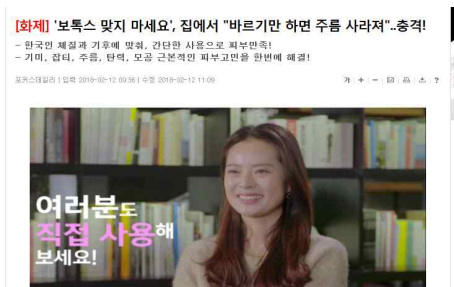 [화제] '보톡스 맞지 마세요', 집에서 "바르기만 하면 주름 사라져"..충격!
- 한국인 체질과 기후에 맞춰, 간단한 사용으로 피부만족!
- 기미, 잡티, 주름, 탄력, 모공 근본적인 피부고민을 한번에 해결!
포커스데일리 | 입력 2018-02-12 09:36 | 수정 2018-02-12 11:09
가 + -
여러분도
직접 사용해
보세요!